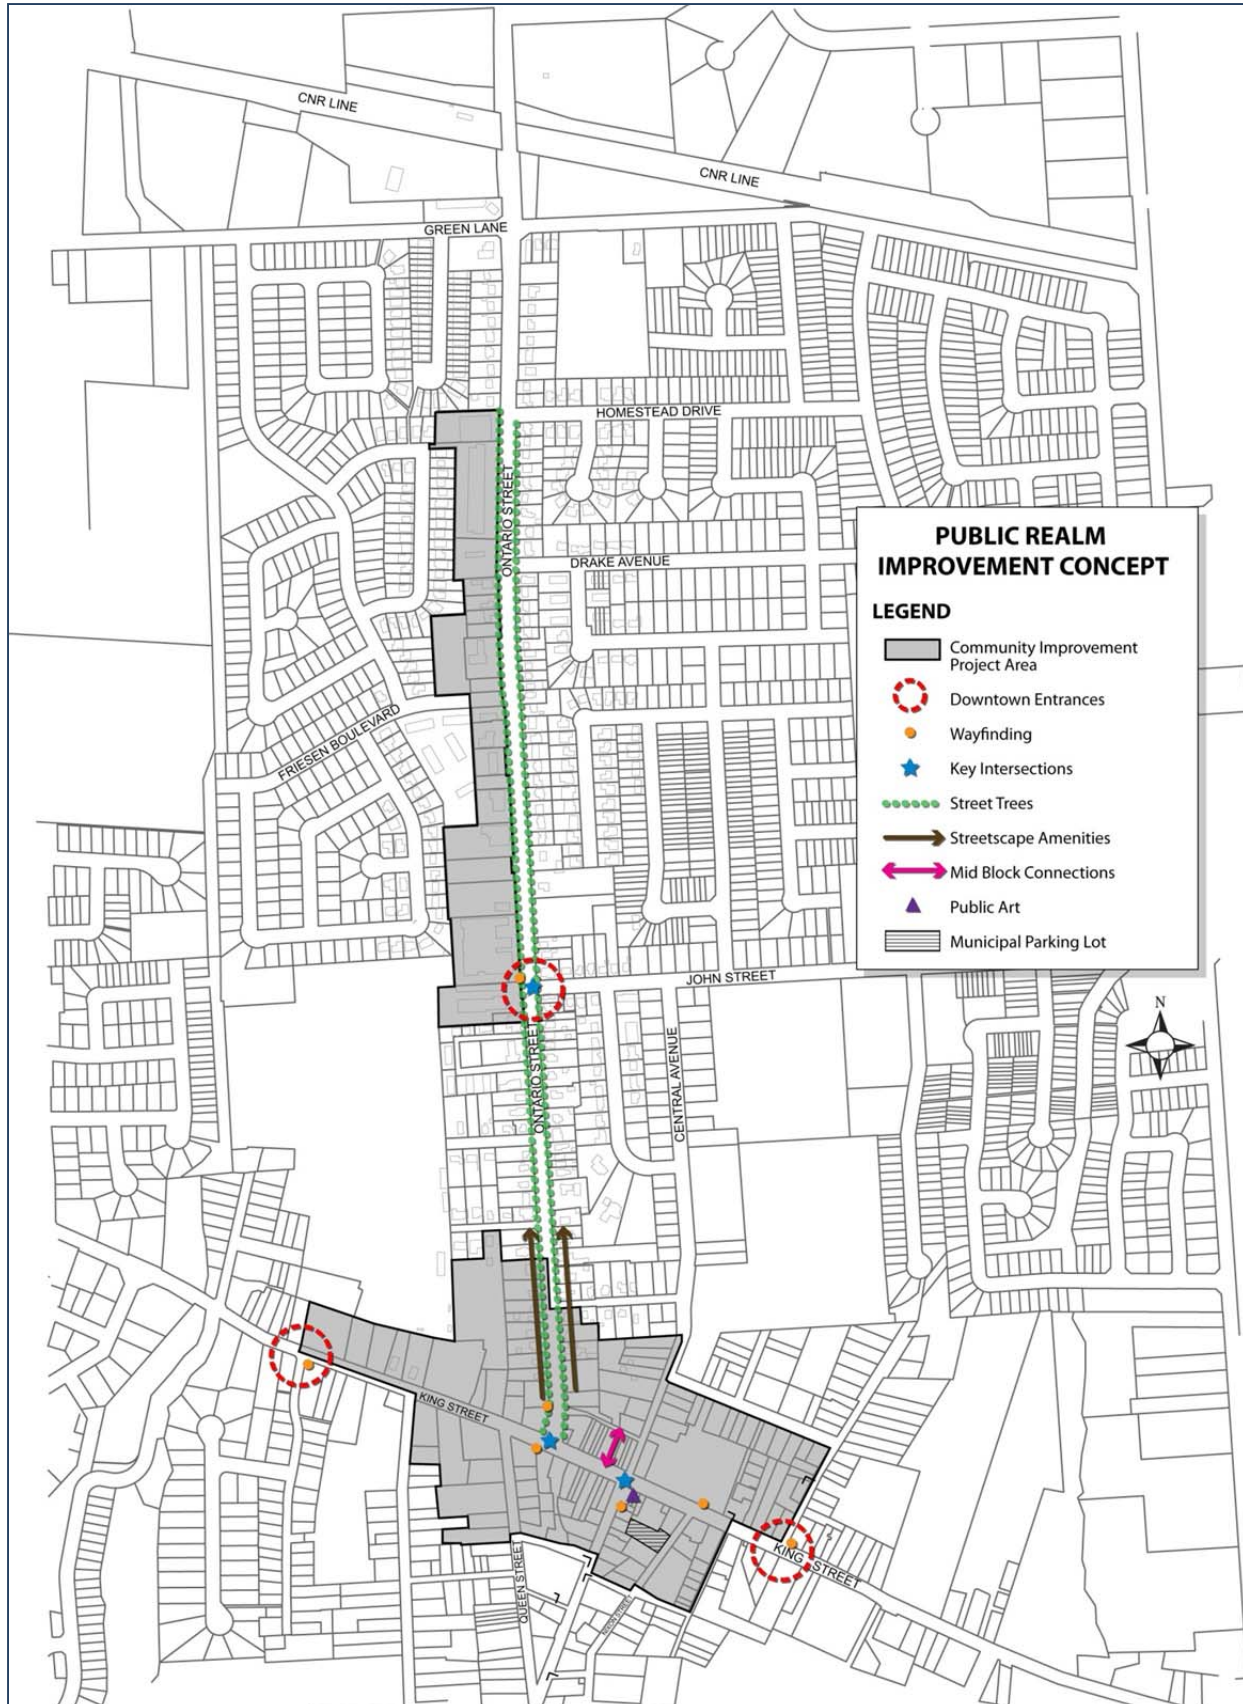 CNR LINE
CNR LINE
GREEN LANE
HOMESTEAD DRIVE
ONTARIO STREET
DRAKE AVENUE
PUBLIC REALM
IMPROVEMENT CONCEPT
LEGEND
Community Improvement
Project Area
Downtown Entrances
Wayfinding
Key Intersections
Street Trees
Streetscape Amenities
Mid Block Connections
Public Art
Municipal Parking Lot
FRIESEN BOULEVARD
JOHN STREET
N
ONTARIO STREET
CENTRAL AVENUE
KING STREET
KING STREET
QUEEN STREET
NIXON STREET